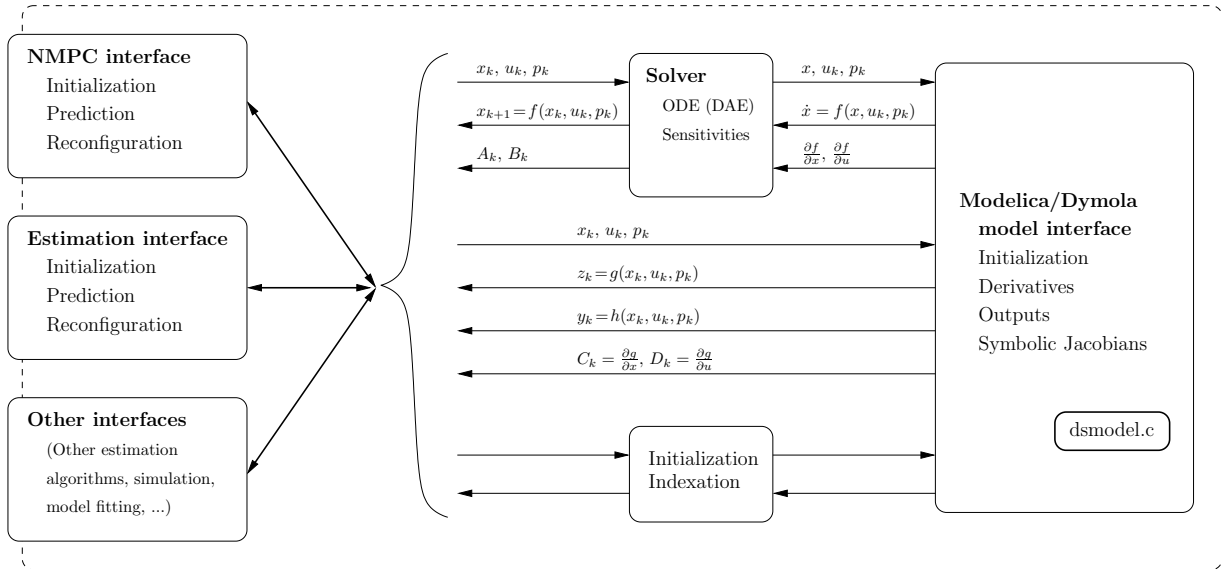 NMPC interface
Initialization
Prediction
Reconfiguration
Estimation interface
Initialization
Prediction
Reconfiguration
Other interfaces
(Other estimation
algorithms, simulation,
model fitting, ...)
x_k, u_k, p_k
x_{k+1}=f(x_k, u_k, p_k)
A_k, B_k
Solver
ODE (DAE)
Sensitivities
x, u_k, p_k
ẋ = f(x, u_k, p_k)
∂f/∂x, ∂f/∂u
x_k, u_k, p_k
z_k=g(x_k, u_k, p_k)
y_k=h(x_k, u_k, p_k)
C_k = ∂g/∂x, D_k = ∂g/∂u
Initialization
Indexation
Modelica/Dymola
model interface
Initialization
Derivatives
Outputs
Symbolic Jacobians
dsmodel.c